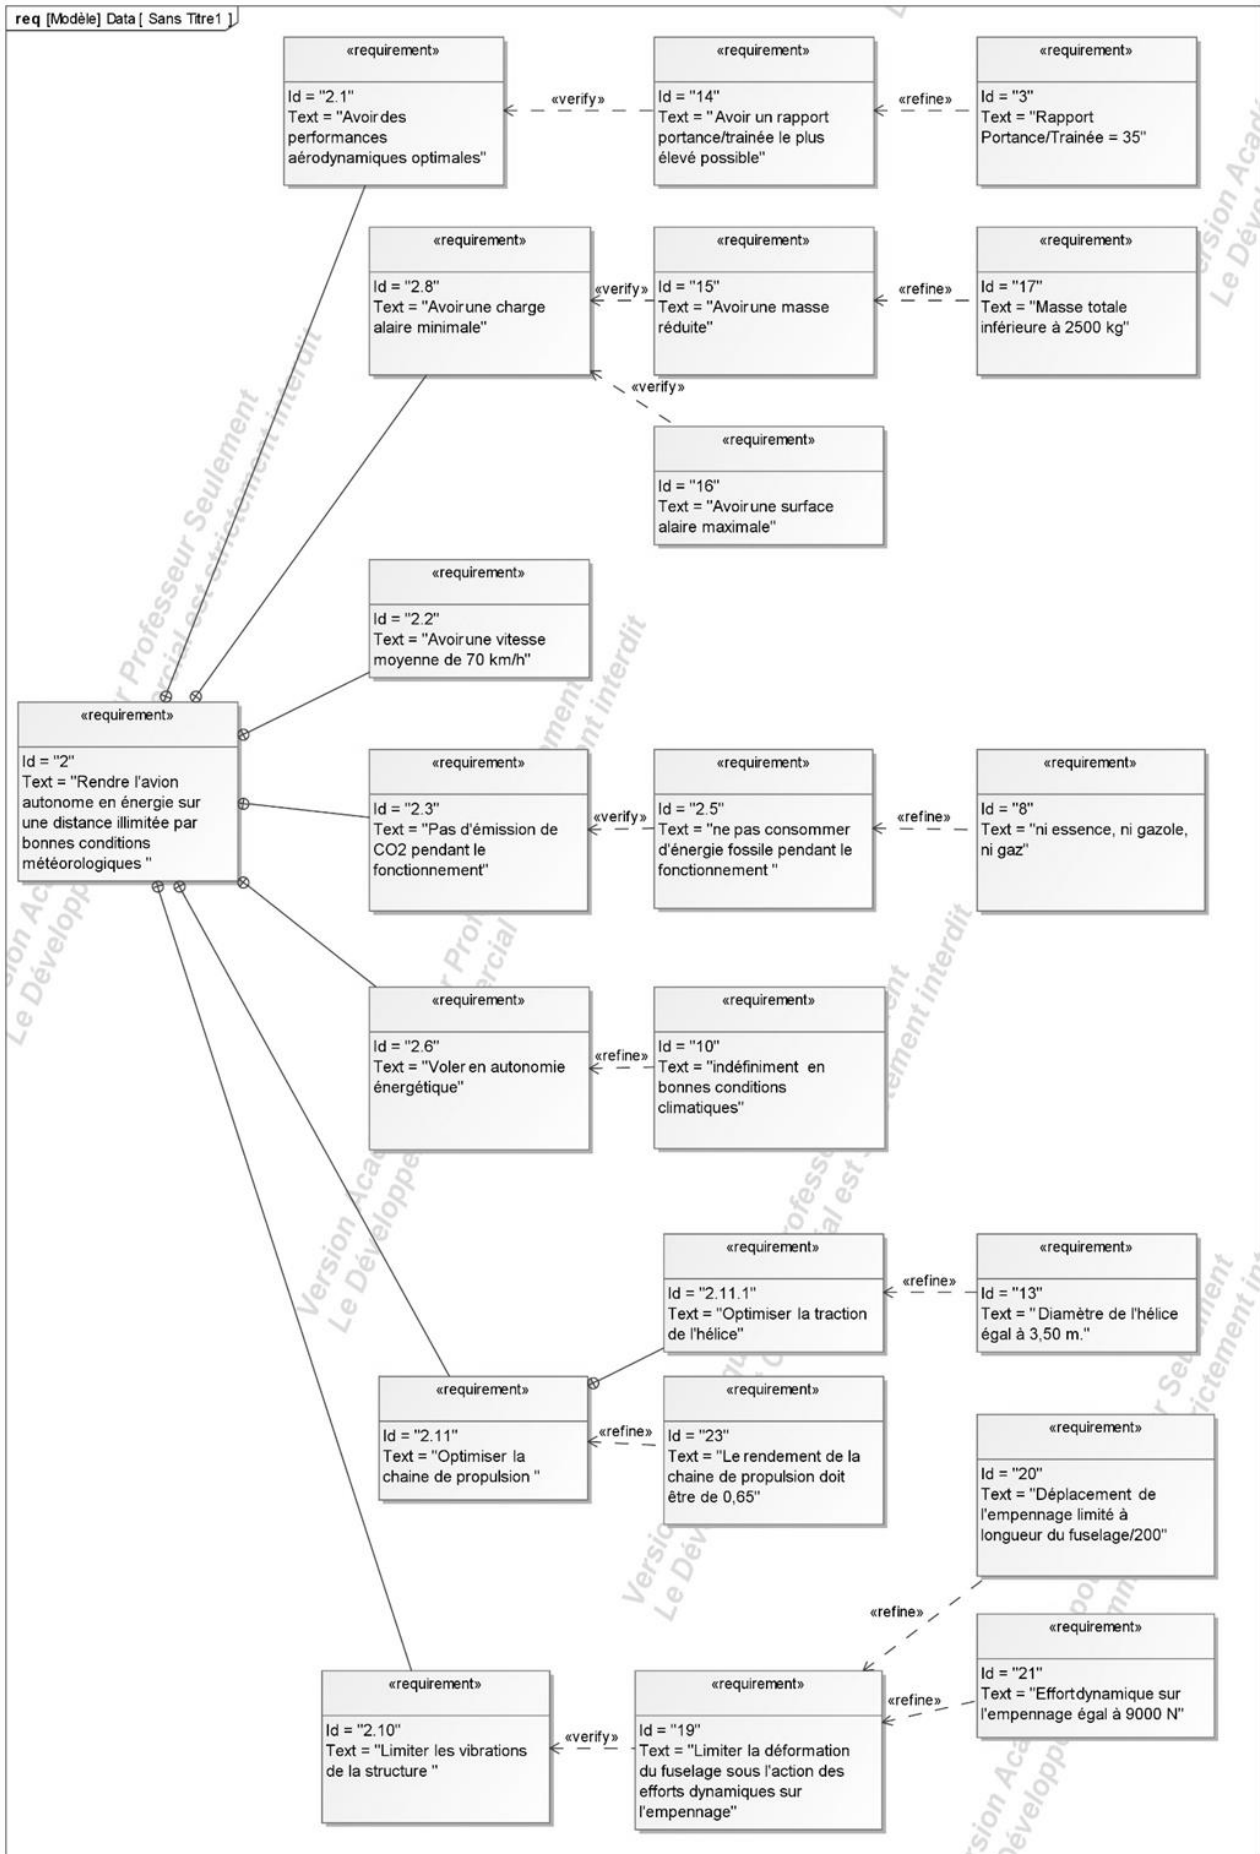 req [Modèle] Data [ Sans Titre1 ]
«requirement»
Id = "2.1"
Text = "Avoir des
performances
aérodynamiques optimales"
«verify»
«requirement»
Id = "14"
Text = "Avoir un rapport
portance/trainée le plus
élevé possible"
«refine»
«requirement»
Id = "3"
Text = "Rapport
Portance/Trainée = 35"
«requirement»
Id = "2.8"
Text = "Avoir une charge
alaire minimale"
«verify»
«requirement»
Id = "15"
Text = "Avoir une masse
réduite"
«refine»
«requirement»
Id = "17"
Text = "Masse totale
inférieure à 2500 kg"
«verify»
«requirement»
Id = "16"
Text = "Avoir une surface
alaire maximale"
«requirement»
Id = "2.2"
Text = "Avoir une vitesse
moyenne de 70 km/h"
«requirement»
Id = "2"
Text = "Rendre l'avion
autonome en énergie sur
une distance illimitée par
bonnes conditions
météorologiques "
«requirement»
Id = "2.3"
Text = "Pas d'émission de
CO2 pendant le
fonctionnement"
«verify»
«requirement»
Id = "2.5"
Text = "ne pas consommer
d'énergie fossile pendant le
fonctionnement "
«refine»
«requirement»
Id = "8"
Text = "ni essence, ni gazole,
ni gaz"
«requirement»
Id = "2.6"
Text = "Voler en autonomie
énergétique"
«refine»
«requirement»
Id = "10"
Text = "indéfiniment en
bonnes conditions
climatiques"
«requirement»
Id = "2.11.1"
Text = "Optimiser la traction
de l'hélice"
«refine»
«requirement»
Id = "13"
Text = " Diamètre de l'hélice
égal à 3,50 m."
«requirement»
Id = "2.11"
Text = "Optimiser la
chaine de propulsion "
«refine»
«requirement»
Id = "23"
Text = "Le rendement de la
chaine de propulsion doit
être de 0,65"
«requirement»
Id = "20"
Text = "Déplacement de
l'empennage limité à
longueur du fuselage/200"
«refine»
«requirement»
Id = "21"
Text = "Effort dynamique sur
l'empennage égal à 9000 N"
«refine»
«requirement»
Id = "2.10"
Text = "Limiter les vibrations
de la structure "
«verify»
«requirement»
Id = "19"
Text = "Limiter la déformation
du fuselage sous l'action des
efforts dynamiques sur
l'empennage"